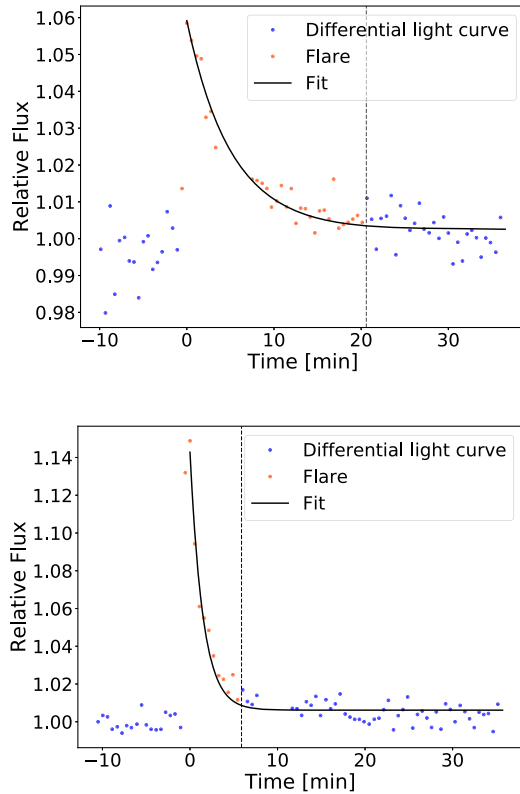 1.06
1.05
1.04
1.03
1.02
1.01
1.00
0.99
0.98
Relative Flux
Differential light curve
Flare
Fit
−10 0 10 20 30
Time [min]
1.14
1.12
1.10
1.08
1.06
1.04
1.02
1.00
Relative Flux
Differential light curve
Flare
Fit
−10 0 10 20 30
Time [min]